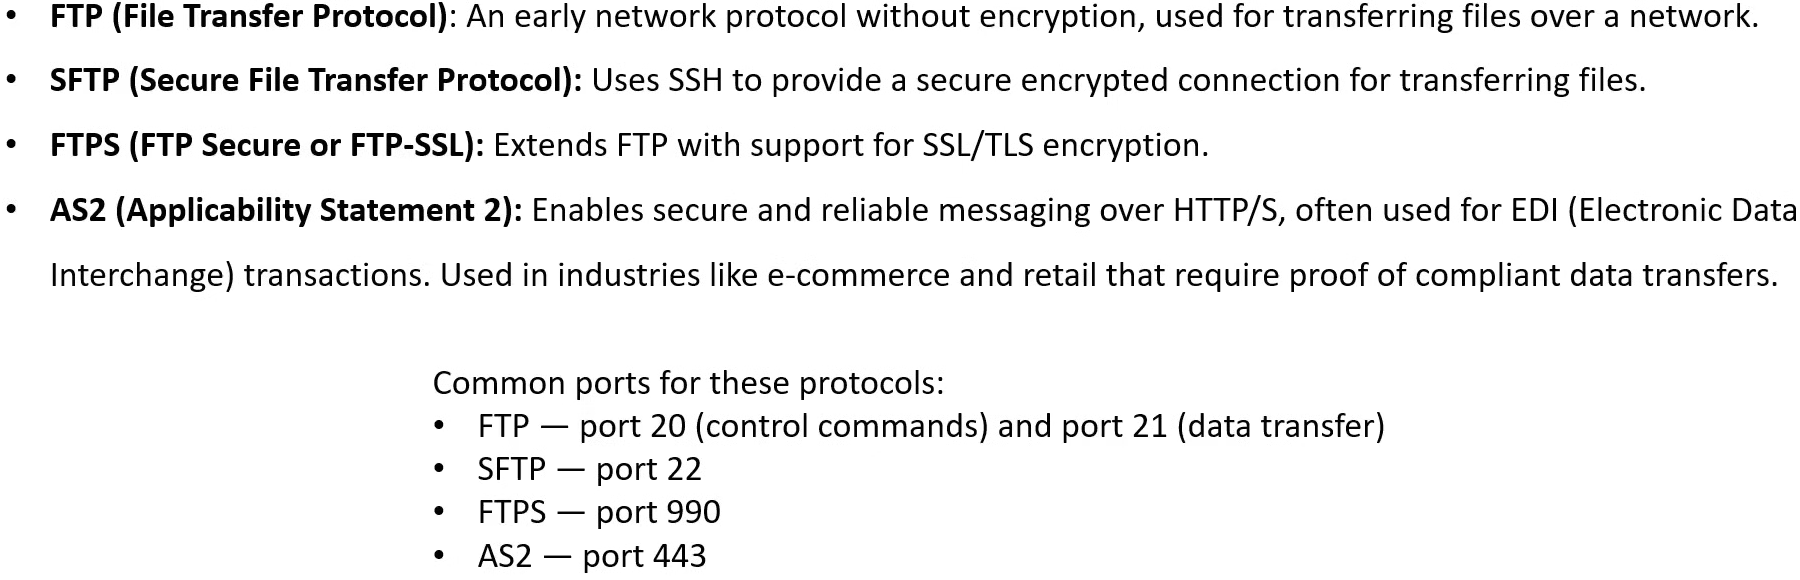 • FTP (File Transfer Protocol): An early network protocol without encryption, used for transferring files over a network.
• SFTP (Secure File Transfer Protocol): Uses SSH to provide a secure encrypted connection for transferring files.
• FTPS (FTP Secure or FTP-SSL): Extends FTP with support for SSL/TLS encryption.
• AS2 (Applicability Statement 2): Enables secure and reliable messaging over HTTP/S, often used for EDI (Electronic Data
Interchange) transactions. Used in industries like e-commerce and retail that require proof of compliant data transfers.
Common ports for these protocols:
• FTP — port 20 (control commands) and port 21 (data transfer)
• SFTP — port 22
• FTPS — port 990
• AS2 — port 443